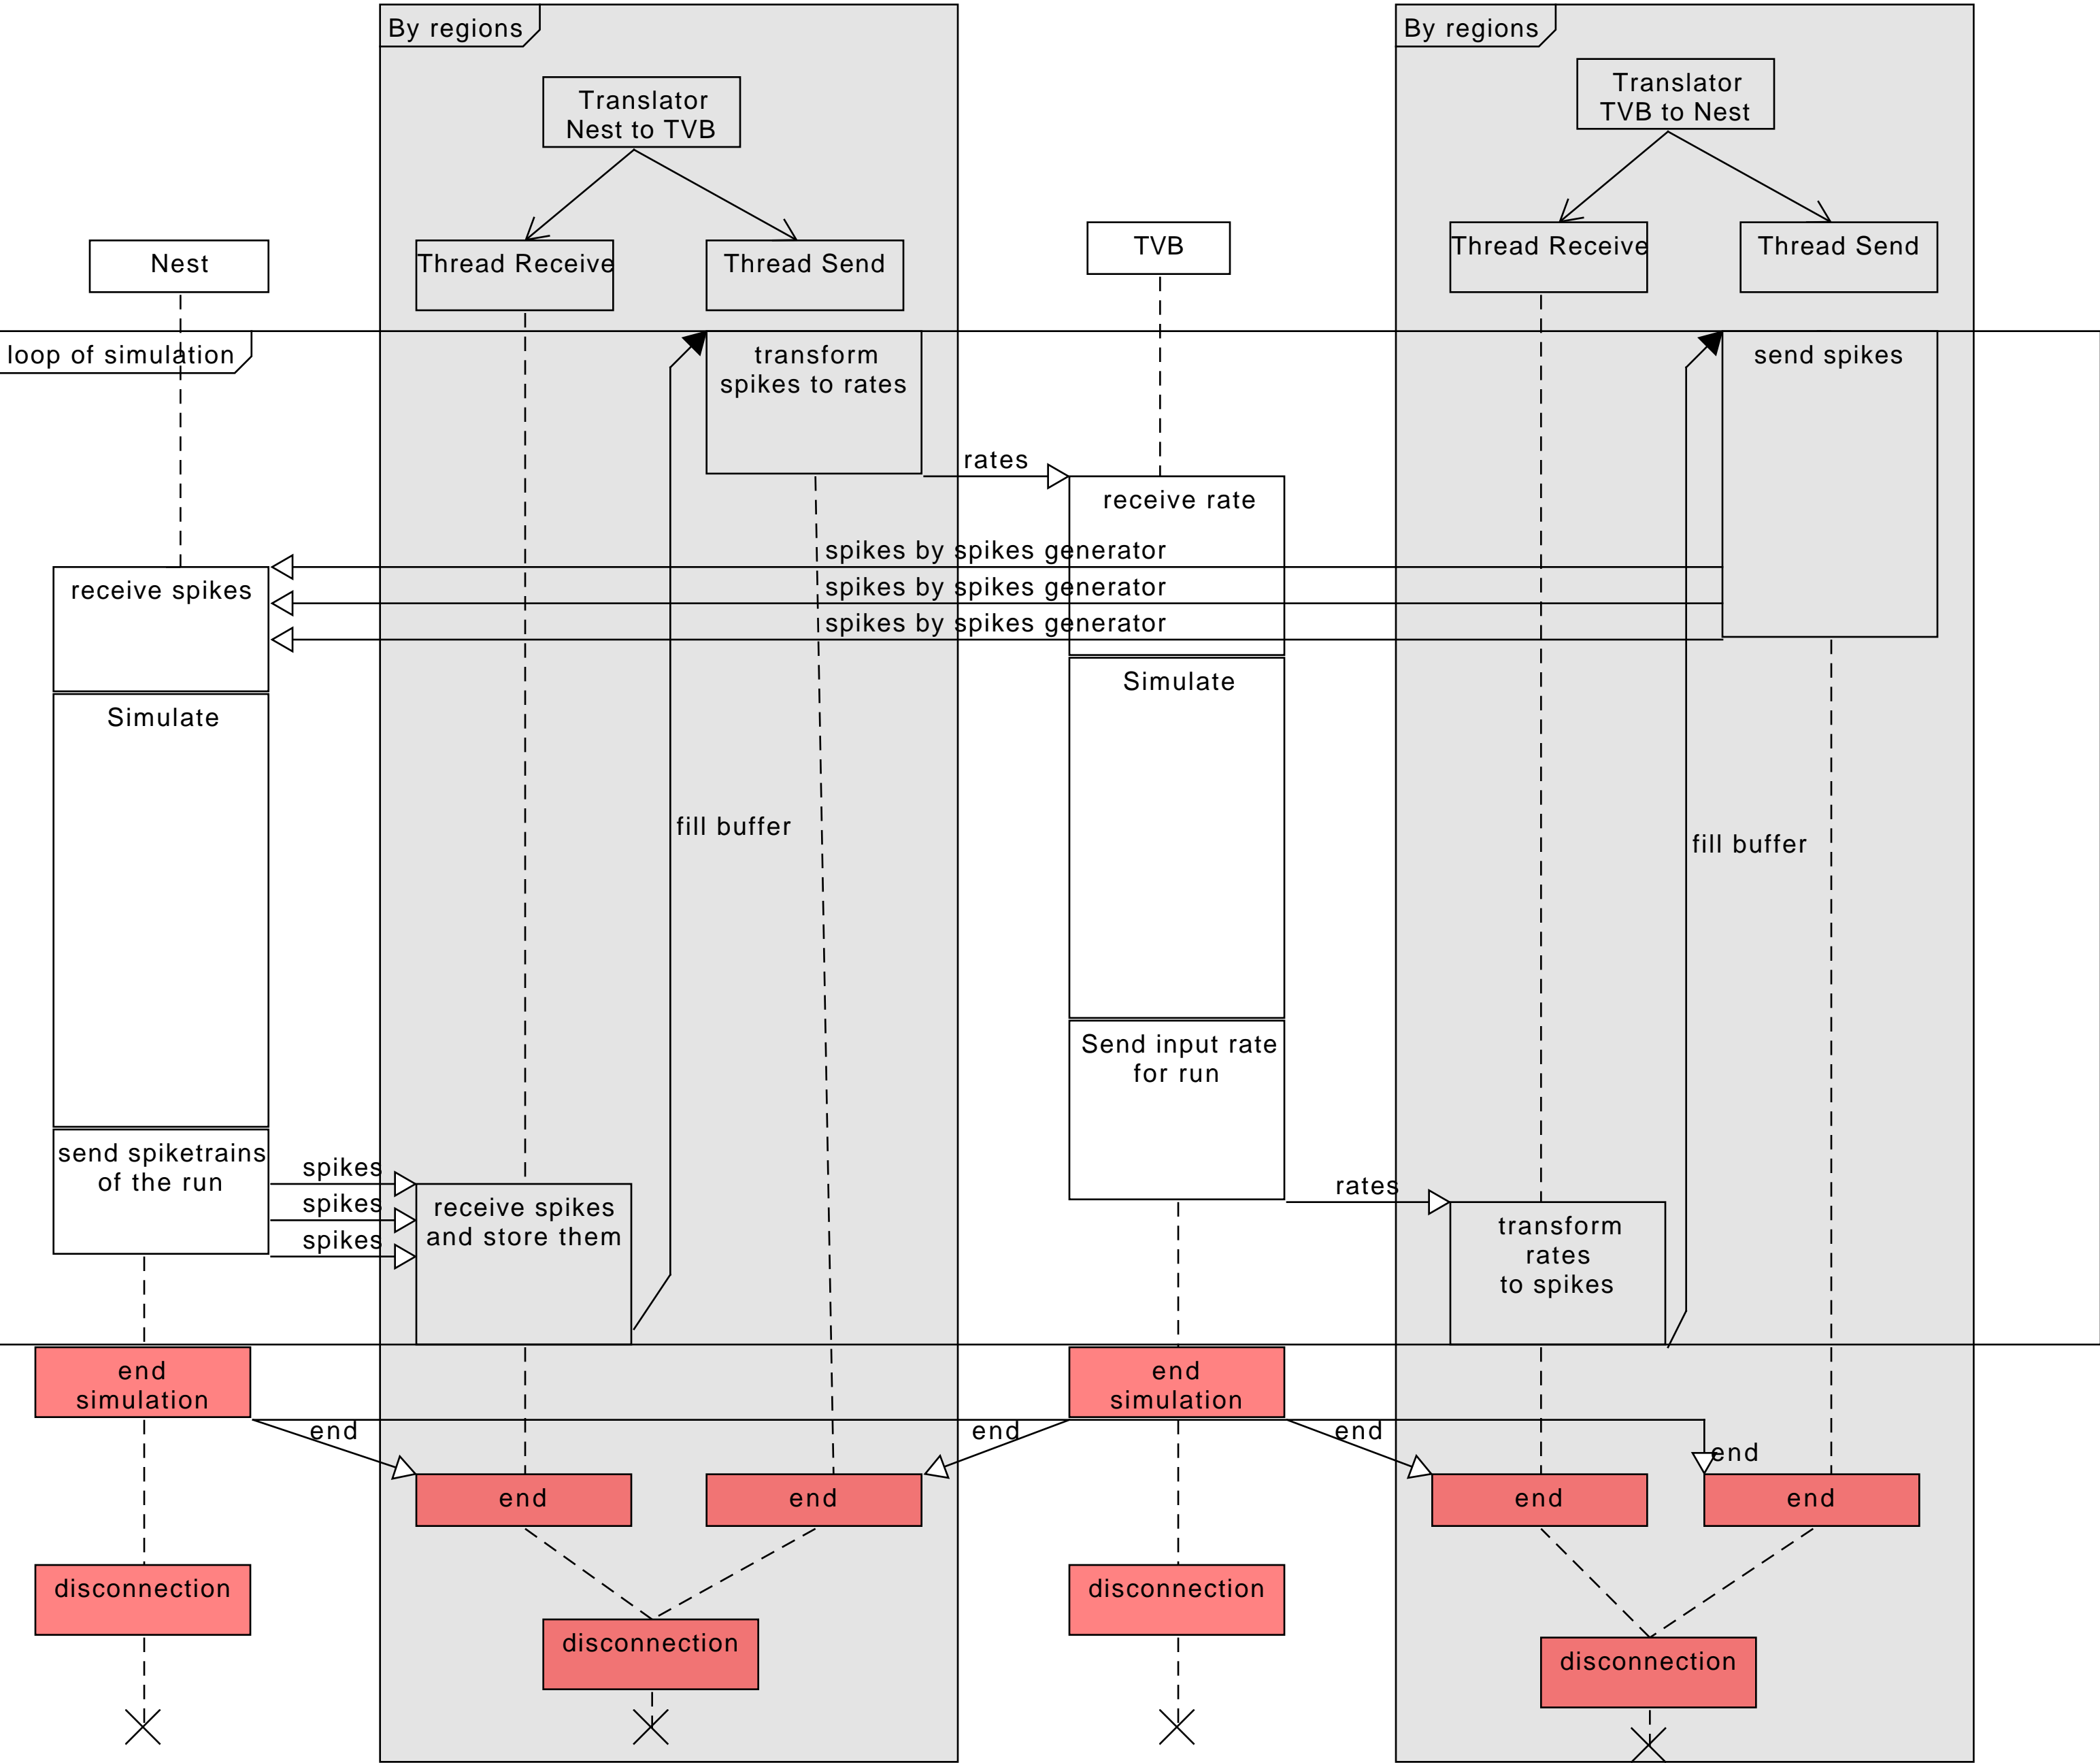 By regions
By regions
Translator
Nest to TVB
Translator
TVB to Nest
Nest
Thread Receive
Thread Send
TVB
Thread Receive
Thread Send
loop of simulation
transform
spikes to rates
send spikes
rates
receive rate
spikes by spikes generator
receive spikes
spikes by spikes generator
spikes by spikes generator
Simulate
Simulate
fill buffer
fill buffer
Send input rate
for run
send spiketrains
of the run
spikes
spikes
spikes
receive spikes
and store them
rates
transform
rates
to spikes
end
simulation
end
simulation
end
end
end
end
end
end
end
end
disconnection
disconnection
disconnection
disconnection